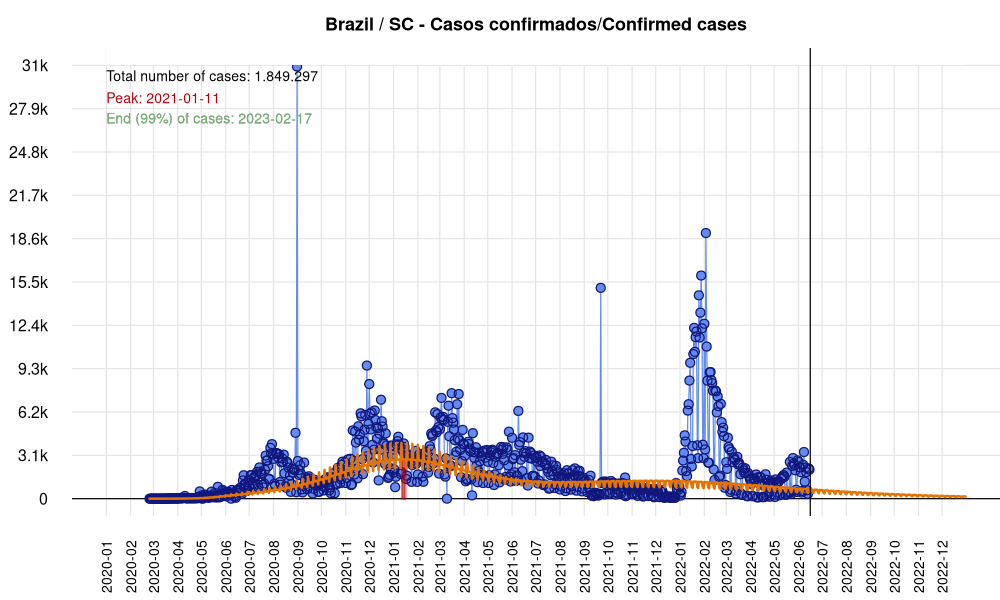 Brazil / SC - Casos confirmados/Confirmed cases
Total number of cases: 1.849.297
Peak: 2021-01-11
End (99%) of cases: 2023-02-17
31k
27.9k
24.8k
21.7k
18.6k
15.5k
12.4k
9.3k
6.2k
3.1k
0
2020-01
2020-02
2020-03
2020-04
2020-05
2020-06
2020-07
2020-08
2020-09
2020-10
2020-11
2020-12
2021-01
2021-02
2021-03
2021-04
2021-05
2021-06
2021-07
2021-08
2021-09
2021-10
2021-11
2021-12
2022-01
2022-02
2022-03
2022-04
2022-05
2022-06
2022-07
2022-08
2022-09
2022-10
2022-11
2022-12